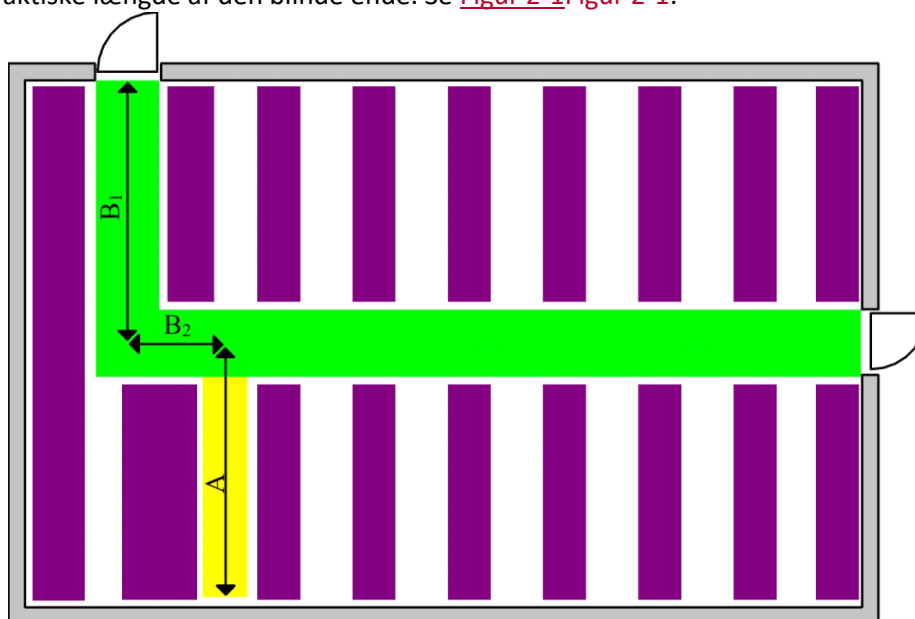 aktiske længde af den blinde ende. Se Figur 2-1Figur 2-1.
B₁
B₂
A